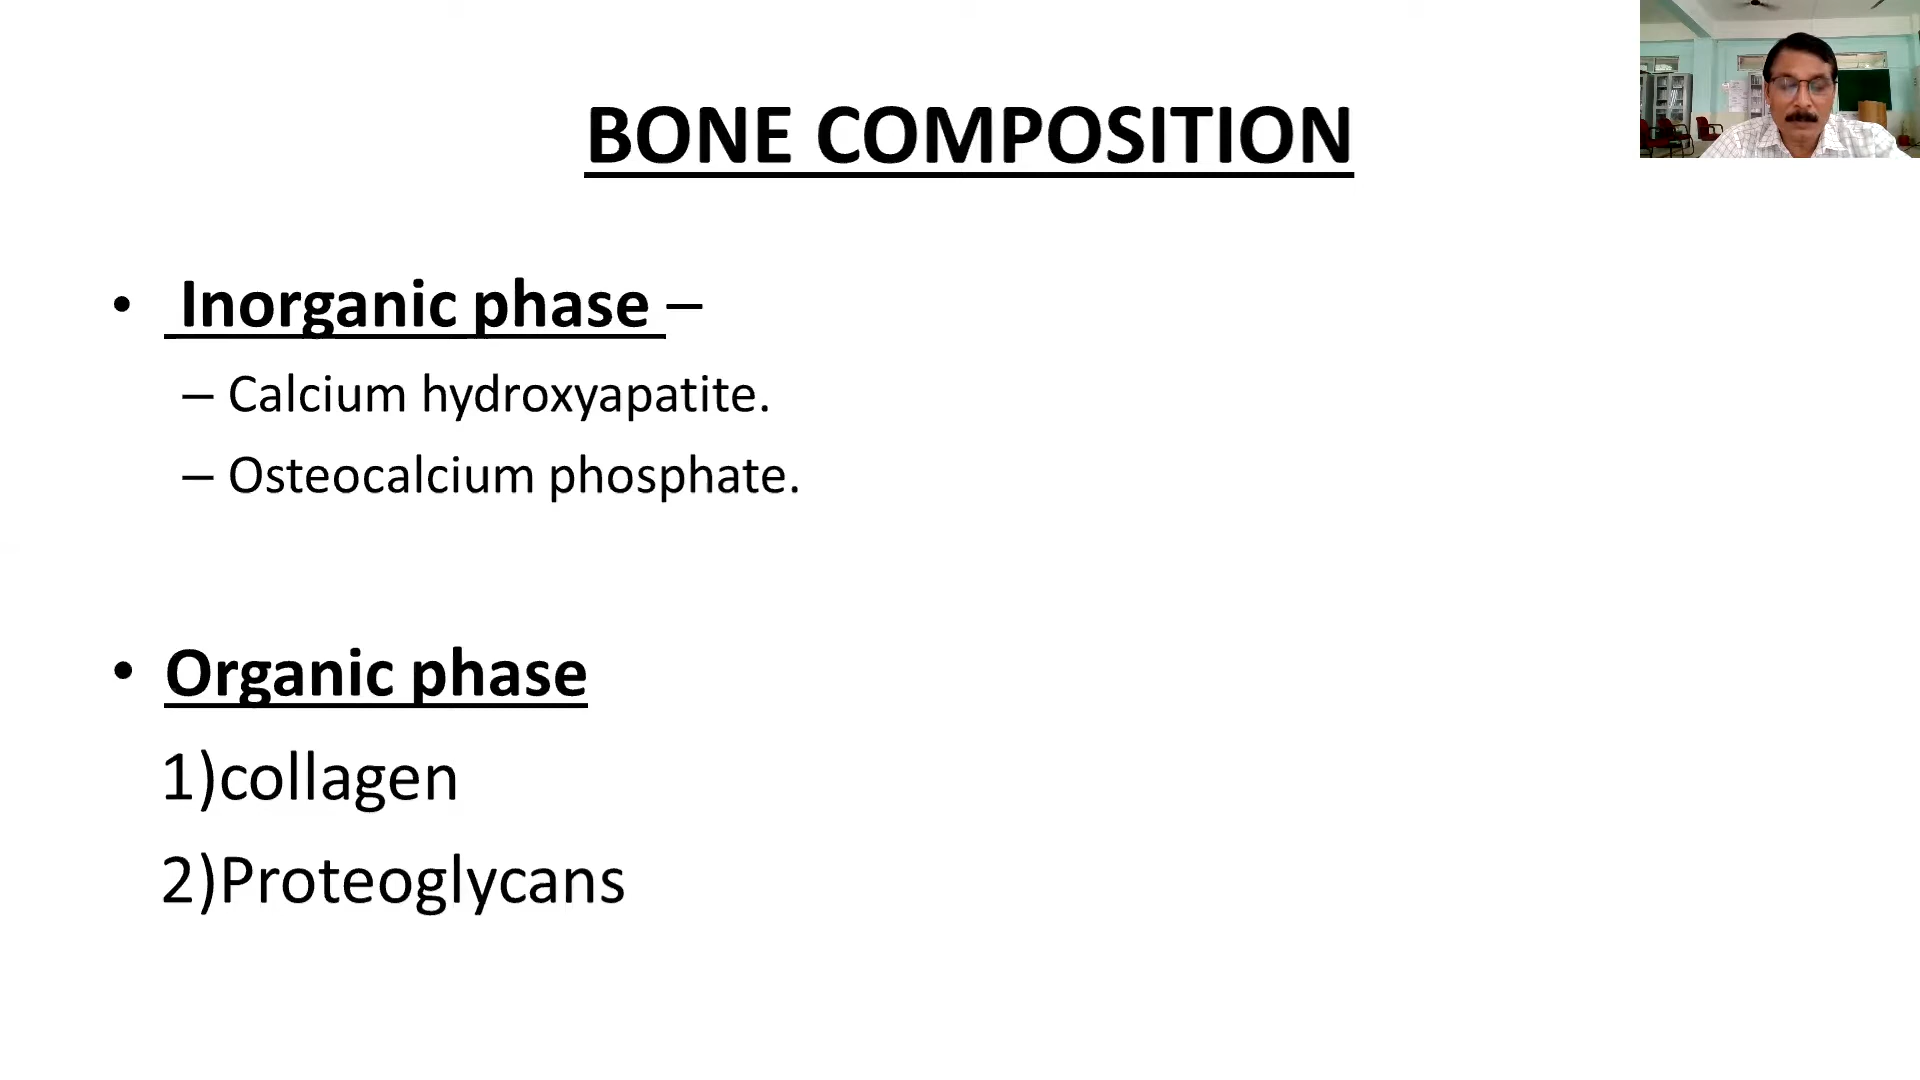 BONE COMPOSITION
• Inorganic phase –
– Calcium hydroxyapatite.
– Osteocalcium phosphate.
• Organic phase
1)collagen
2)Proteoglycans